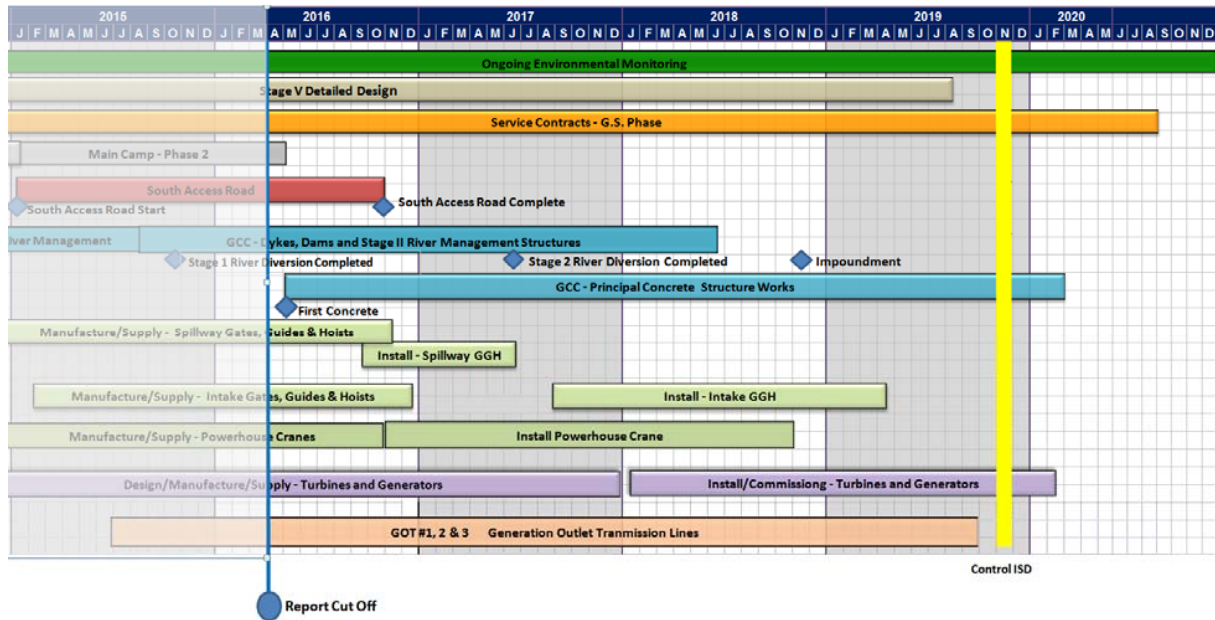 2015 2016 2017 2018 2019 2020
J F M A M J J A S O N D J F M A M J J A S O N D J F M A M J J A S O N D J F M A M J J A S O N D J F M A M J J A S O N D J F M A M J J A S O N D
Ongoing Environmental Monitoring
Stage V Detailed Design
Service Contracts - G.S. Phase
Main Camp - Phase 2
South Access Road
South Access Road Start
South Access Road Complete
River Management
GCC - Dykes, Dams and Stage II River Management Structures
Stage 1 River Diversion Completed
Stage 2 River Diversion Completed
Impoundment
GCC - Principal Concrete Structure Works
First Concrete
Manufacture/Supply - Spillway Gates, Guides & Hoists
Install - Spillway GGH
Manufacture/Supply - Intake Gates, Guides & Hoists
Install - Intake GGH
Manufacture/Supply - Powerhouse Cranes
Install Powerhouse Crane
Design/Manufacture/Supply - Turbines and Generators
Install/Commissiong - Turbines and Generators
GOT #1, 2 & 3 Generation Outlet Tranmission Lines
Control ISD
Report Cut Off